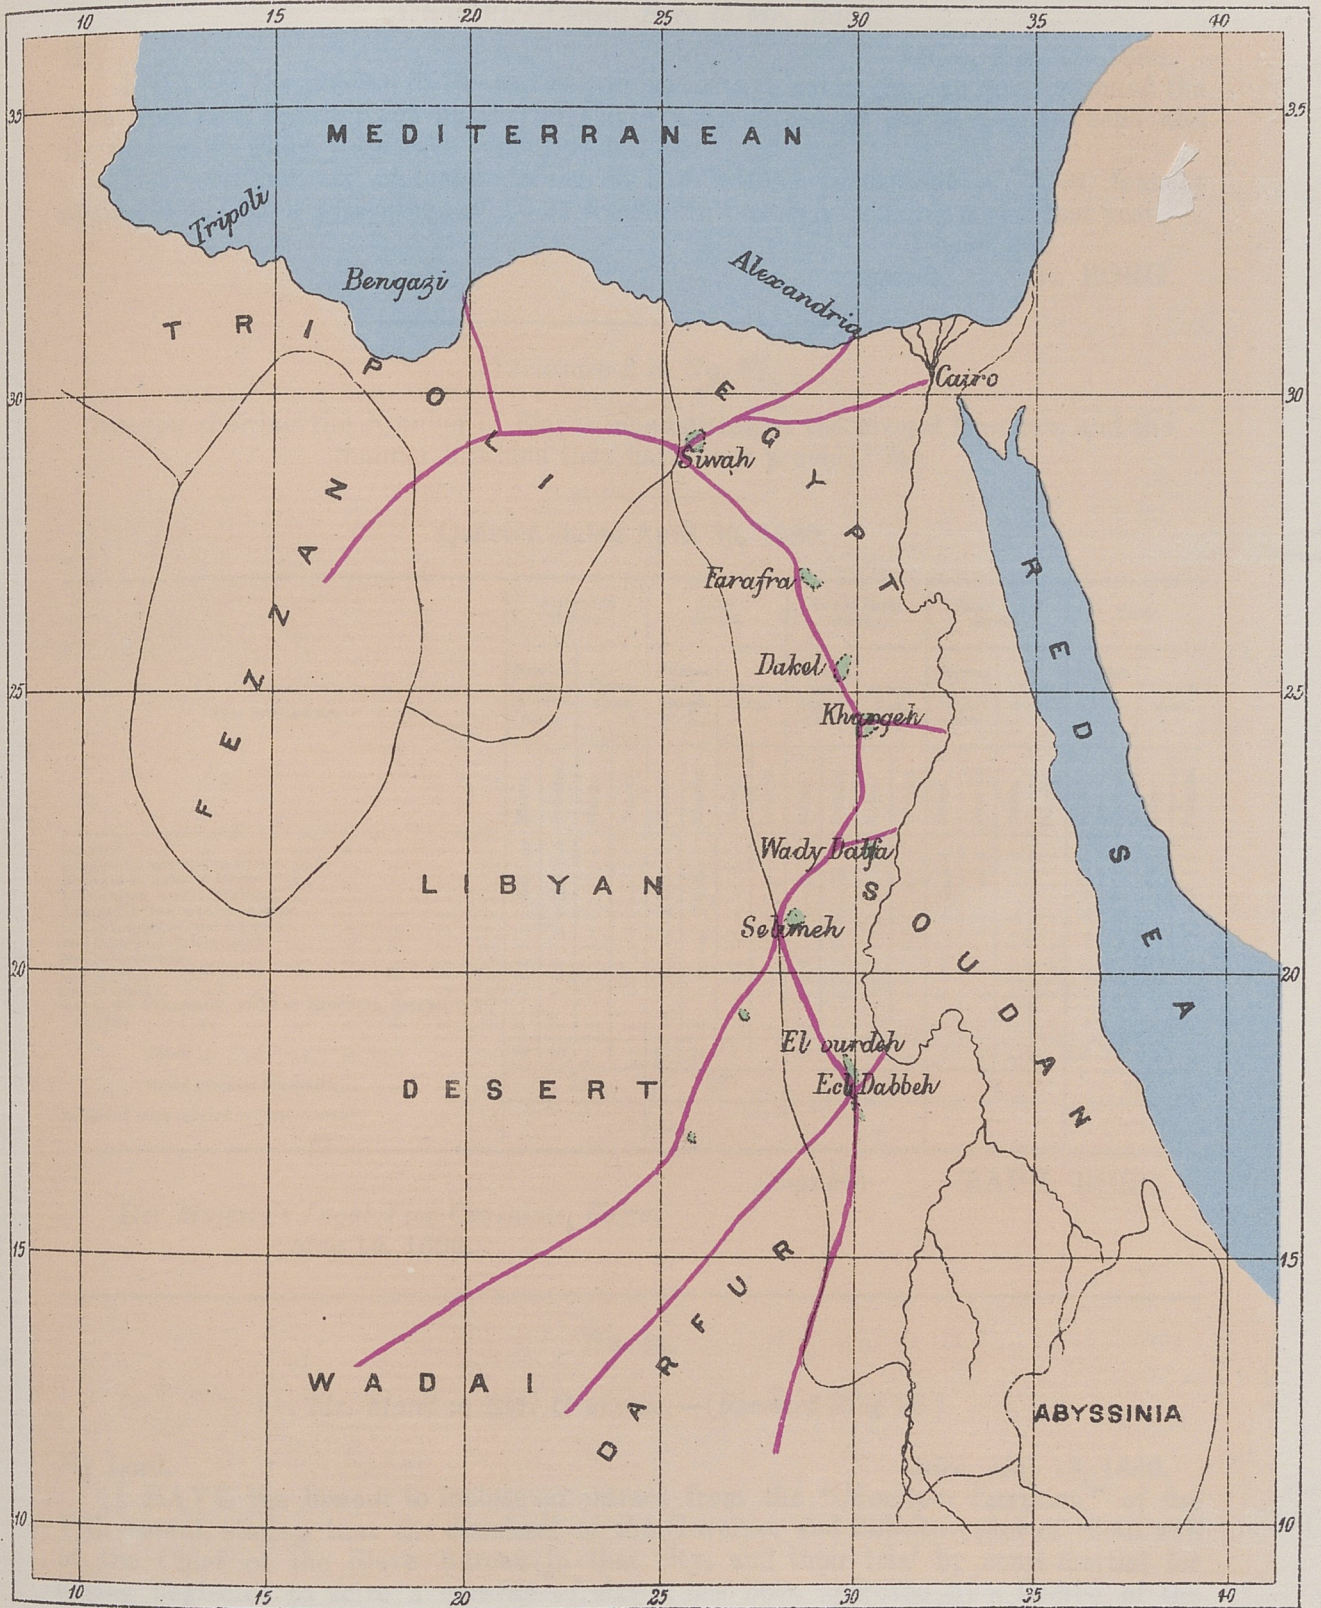 10 15 20 25 30 35 40
35 35
MEDITERRANEAN
Tripoli
Bengazi
Alexandria
TRIPOLI
EGYPT
Cairo
30 30
Siwah
FEZZAN
Farafra
RED SEA
Dakel
25 25
Khargeh
Wady Dalfa
LIBYAN
SOUDAN
Selimeh
20 20
El ourdeh
Ecl Dabbeh
DESERT
15 15
DARFUR
WADAI
ABYSSINIA
10 10
10 15 20 25 30 35 40